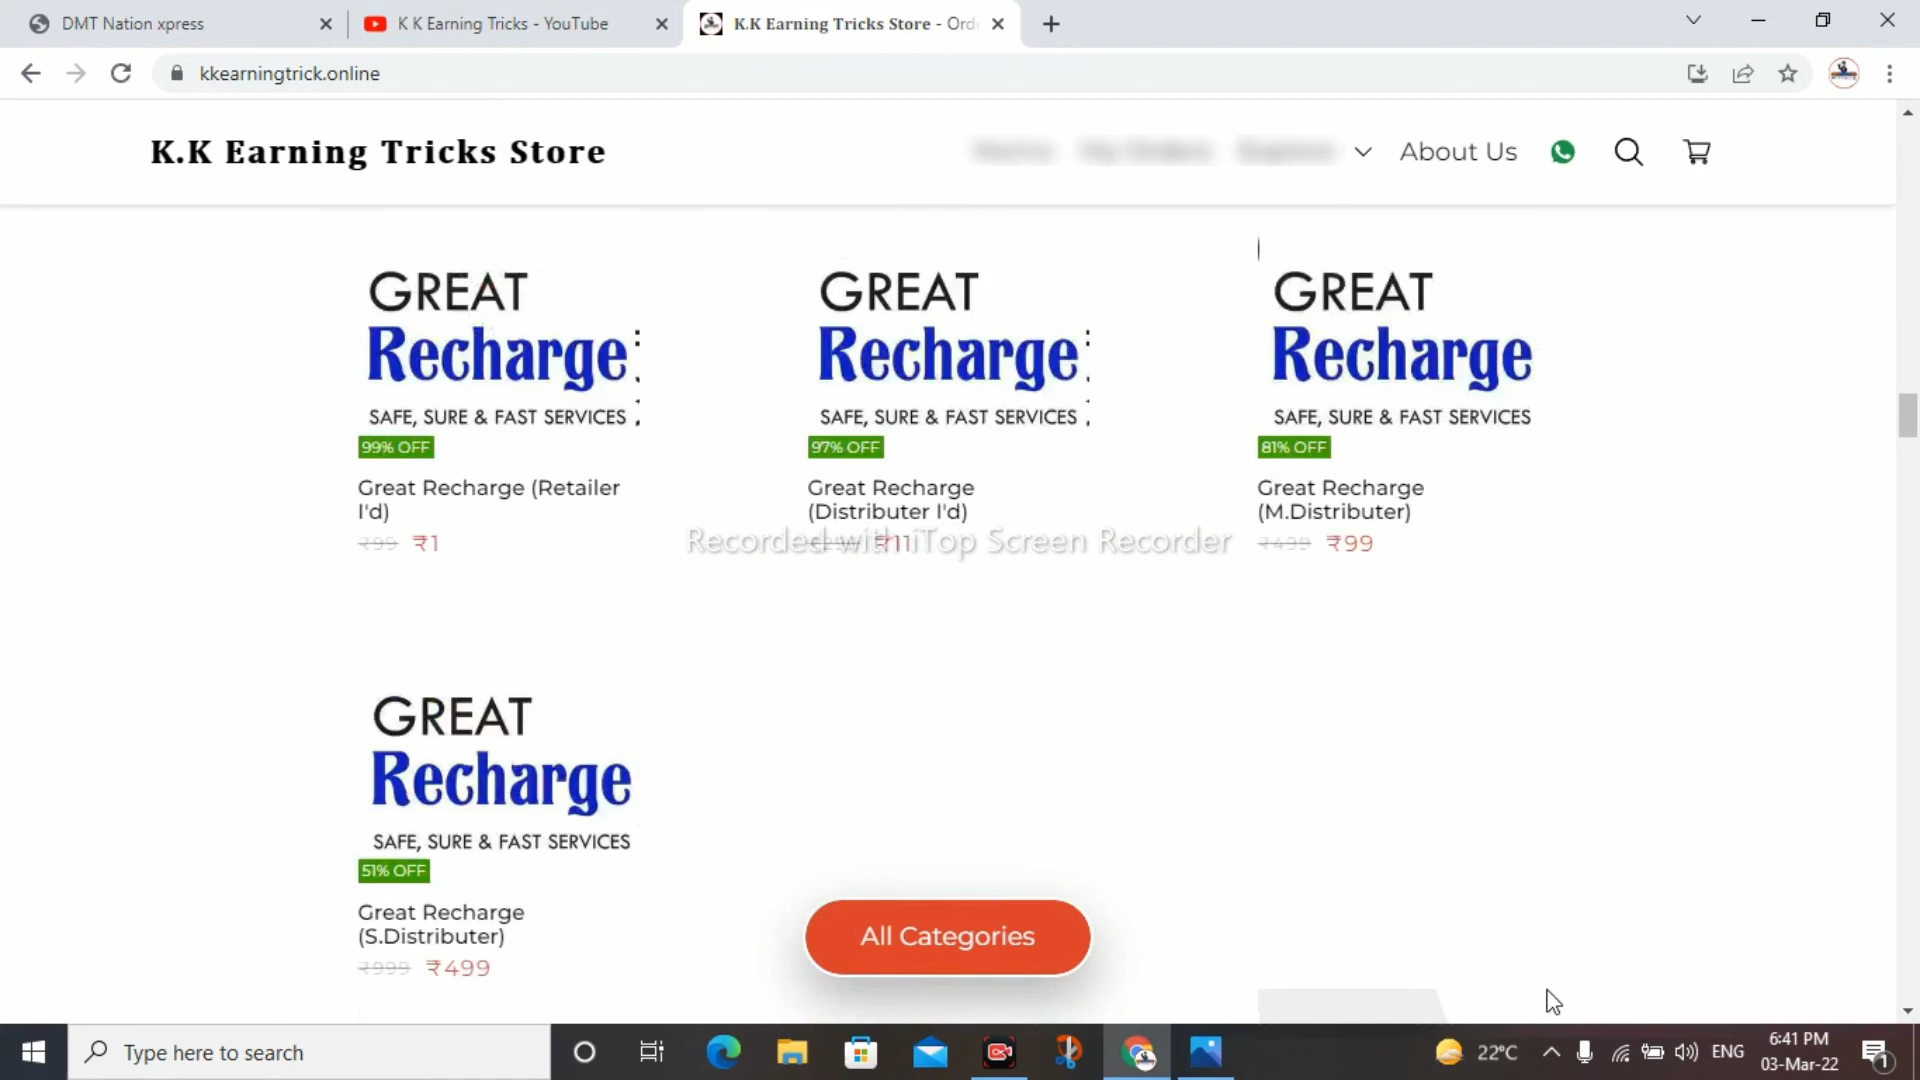 DMT Nation xpress
K K Earning Tricks - YouTube
K.K Earning Tricks Store - Ord
kkearningtrick.online
K.K Earning Tricks Store
About Us
GREAT
Recharge
SAFE, SURE & FAST SERVICES
99% OFF
Great Recharge (Retailer
I'd)
₹99 ₹1
GREAT
Recharge
SAFE, SURE & FAST SERVICES
97% OFF
Great Recharge
(Distributer I'd)
₹11
GREAT
Recharge
SAFE, SURE & FAST SERVICES
81% OFF
Great Recharge
(M.Distributer)
₹499 ₹99
Recorded with iTop Screen Recorder
GREAT
Recharge
SAFE, SURE & FAST SERVICES
51% OFF
Great Recharge
(S.Distributer)
₹999 ₹499
All Categories
Type here to search
22°C
ENG
6:41 PM
03-Mar-22
1